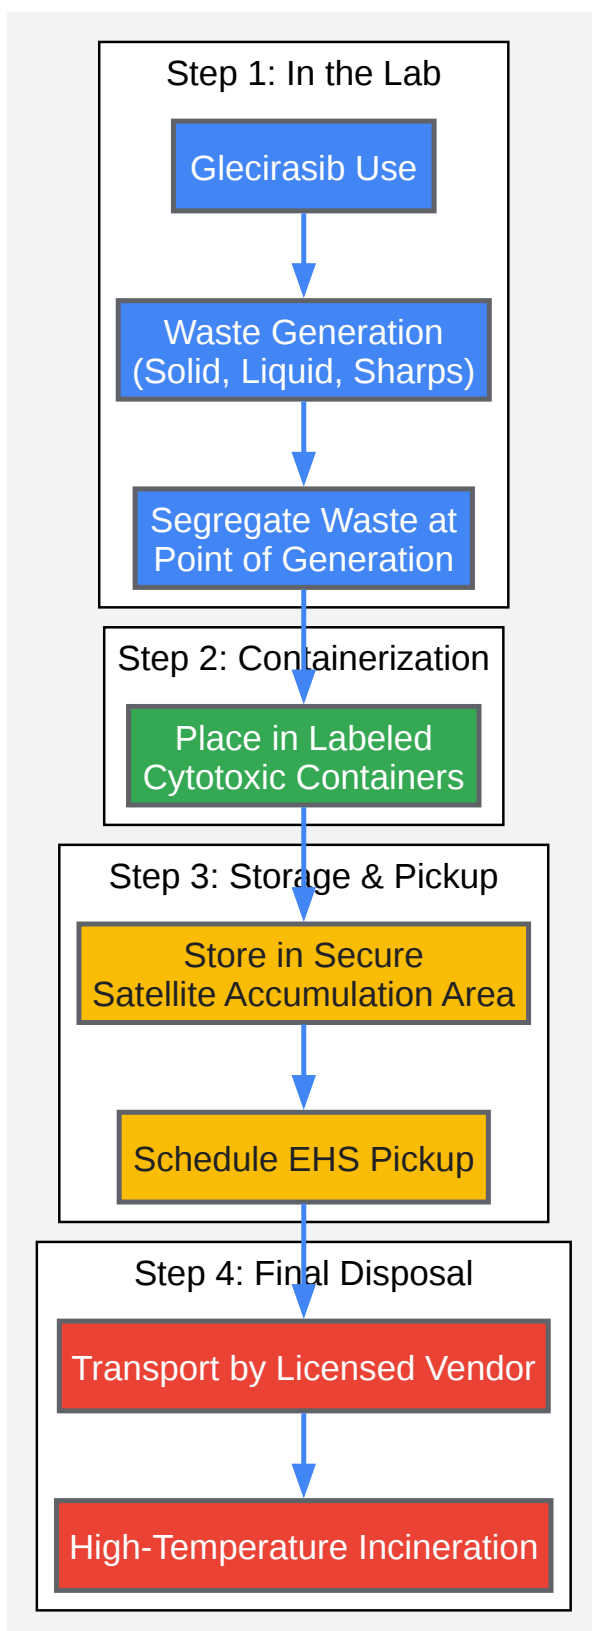 Step 1: In the Lab
Glecirasib Use
Waste Generation
(Solid, Liquid, Sharps)
Segregate Waste at
Point of Generation
Step 2: Containerization
Place in Labeled
Cytotoxic Containers
Step 3: Storage & Pickup
Store in Secure
Satellite Accumulation Area
Schedule EHS Pickup
Step 4: Final Disposal
Transport by Licensed Vendor
High-Temperature Incineration